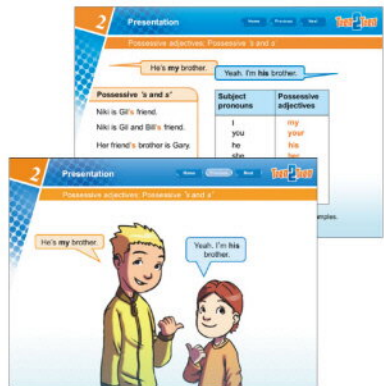 2
Presentation
Home
Previous
Next
Teen2Teen
Possessive adjectives; Possessive 's and s'
He's my brother.
Yeah. I'm his brother.
Possessive 's and s'
Niki is Gil's friend.
Niki is Gil and Bill's friend.
Her friend's brother is Gary.
Subject pronouns
Possessive adjectives
I
my
you
your
he
his
she
her
2
Presentation
Home
Previous
Next
Teen2Teen
Possessive adjectives; Possessive 's and s'
He's my brother.
Yeah. I'm his
brother.